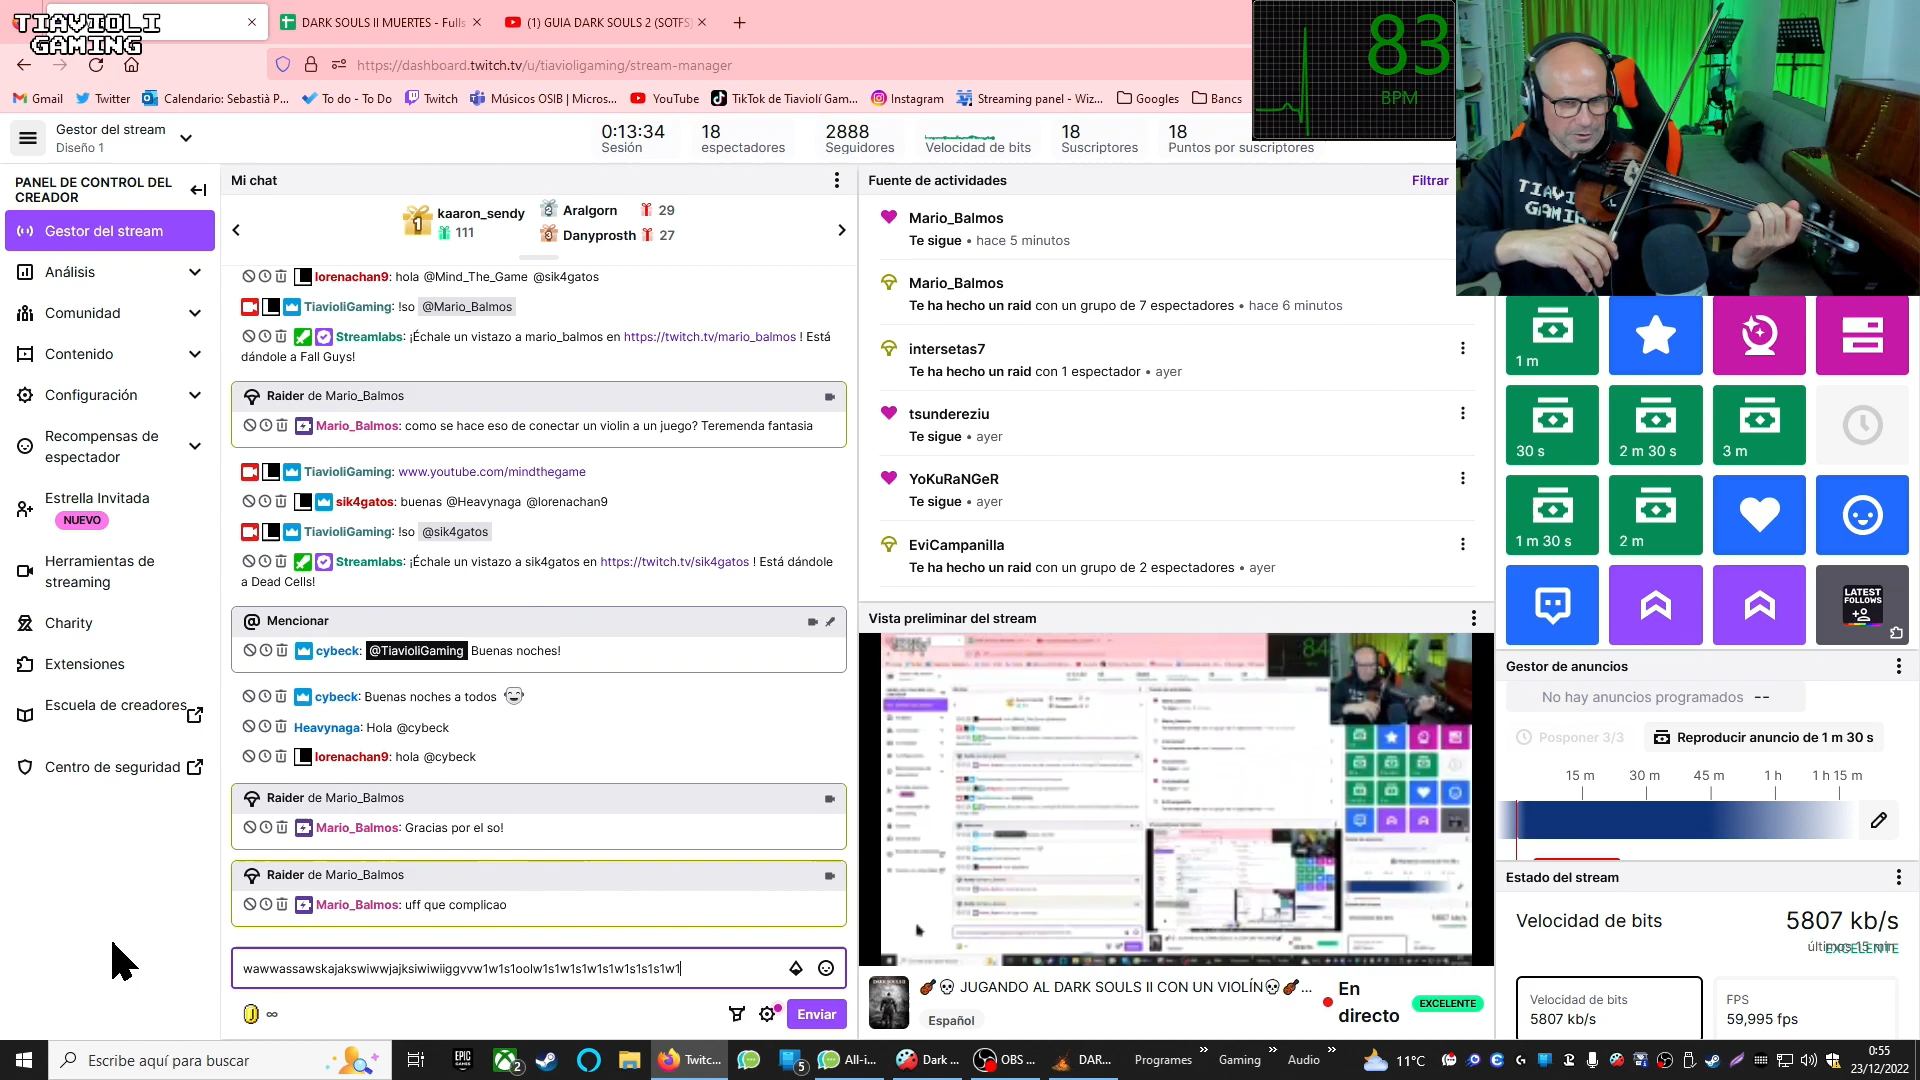 TIAVIOLI
GAMING
DARK SOULS II MUERTES - Fulls
(1) GUIA DARK SOULS 2 (SOTFS)
https://dashboard.twitch.tv/u/tiavioligaming/stream-manager
Gmail
Twitter
Calendario: Sebastià P...
To do - To Do
Twitch
Músicos OSIB | Micros...
YouTube
TikTok de Tiaviolí Gam...
Instagram
Streaming panel - Wiz...
Googles
Bancs
83
BPM
Gestor del stream
Diseño 1
0:13:34
Sesión
18
espectadores
2888
Seguidores
Velocidad de bits
18
Suscriptores
18
Puntos por suscriptores
PANEL DE CONTROL DEL
CREADOR
Gestor del stream
Análisis
Comunidad
Contenido
Configuración
Recompensas de
espectador
Estrella Invitada
NUEVO
Herramientas de
streaming
Charity
Extensiones
Escuela de creadores
Centro de seguridad
Mi chat
1
kaaron_sendy
111
2
Aralgorn
29
3
Danyprosth
27
lorenachan9: hola @Mind_The_Game @sik4gatos
TiavioliGaming: !so @Mario_Balmos
Streamlabs: ¡Échale un vistazo a mario_balmos en https://twitch.tv/mario_balmos ! Está
dándole a Fall Guys!
Raider de Mario_Balmos
Mario_Balmos: como se hace eso de conectar un violin a un juego? Teremenda fantasia
TiavioliGaming: www.youtube.com/mindthegame
sik4gatos: buenas @Heavynaga @lorenachan9
TiavioliGaming: !so @sik4gatos
Streamlabs: ¡Échale un vistazo a sik4gatos en https://twitch.tv/sik4gatos ! Está dándole
a Dead Cells!
Mencionar
cybeck: @TiavioliGaming Buenas noches!
cybeck: Buenas noches a todos
Heavynaga: Hola @cybeck
lorenachan9: hola @cybeck
Raider de Mario_Balmos
Mario_Balmos: Gracias por el so!
Raider de Mario_Balmos
Mario_Balmos: uff que complicao
wawwassawskajakswiwwjajksiwiwiiggvvw1w1s1oolw1s1w1s1w1s1w1s1s1s1w1
∞
Enviar
Fuente de actividades
Filtrar
Mario_Balmos
Te sigue • hace 5 minutos
Mario_Balmos
Te ha hecho un raid con un grupo de 7 espectadores • hace 6 minutos
intersetas7
Te ha hecho un raid con 1 espectador • ayer
tsundereziu
Te sigue • ayer
YoKuRaNGeR
Te sigue • ayer
EviCampanilla
Te ha hecho un raid con un grupo de 2 espectadores • ayer
Vista preliminar del stream
84
JUGANDO AL DARK SOULS II CON UN VIOLÍN
Español
En
directo
EXCELENTE
1 m
30 s
2 m 30 s
3 m
1 m 30 s
2 m
LATEST
FOLLOWS
Gestor de anuncios
No hay anuncios programados --
Posponer 3/3
Reproducir anuncio de 1 m 30 s
15 m
30 m
45 m
1 h
1 h 15 m
Estado del stream
Velocidad de bits
5807 kb/s
últimos 15 min
EXCELENTE
Velocidad de bits
5807 kb/s
FPS
59,995 fps
Escribe aquí para buscar
EPIC
GAMES
2
Twitc...
5
All-i...
Dark ...
OBS ...
DAR...
Programes
Gaming
Audio
11°C
0:55
23/12/2022